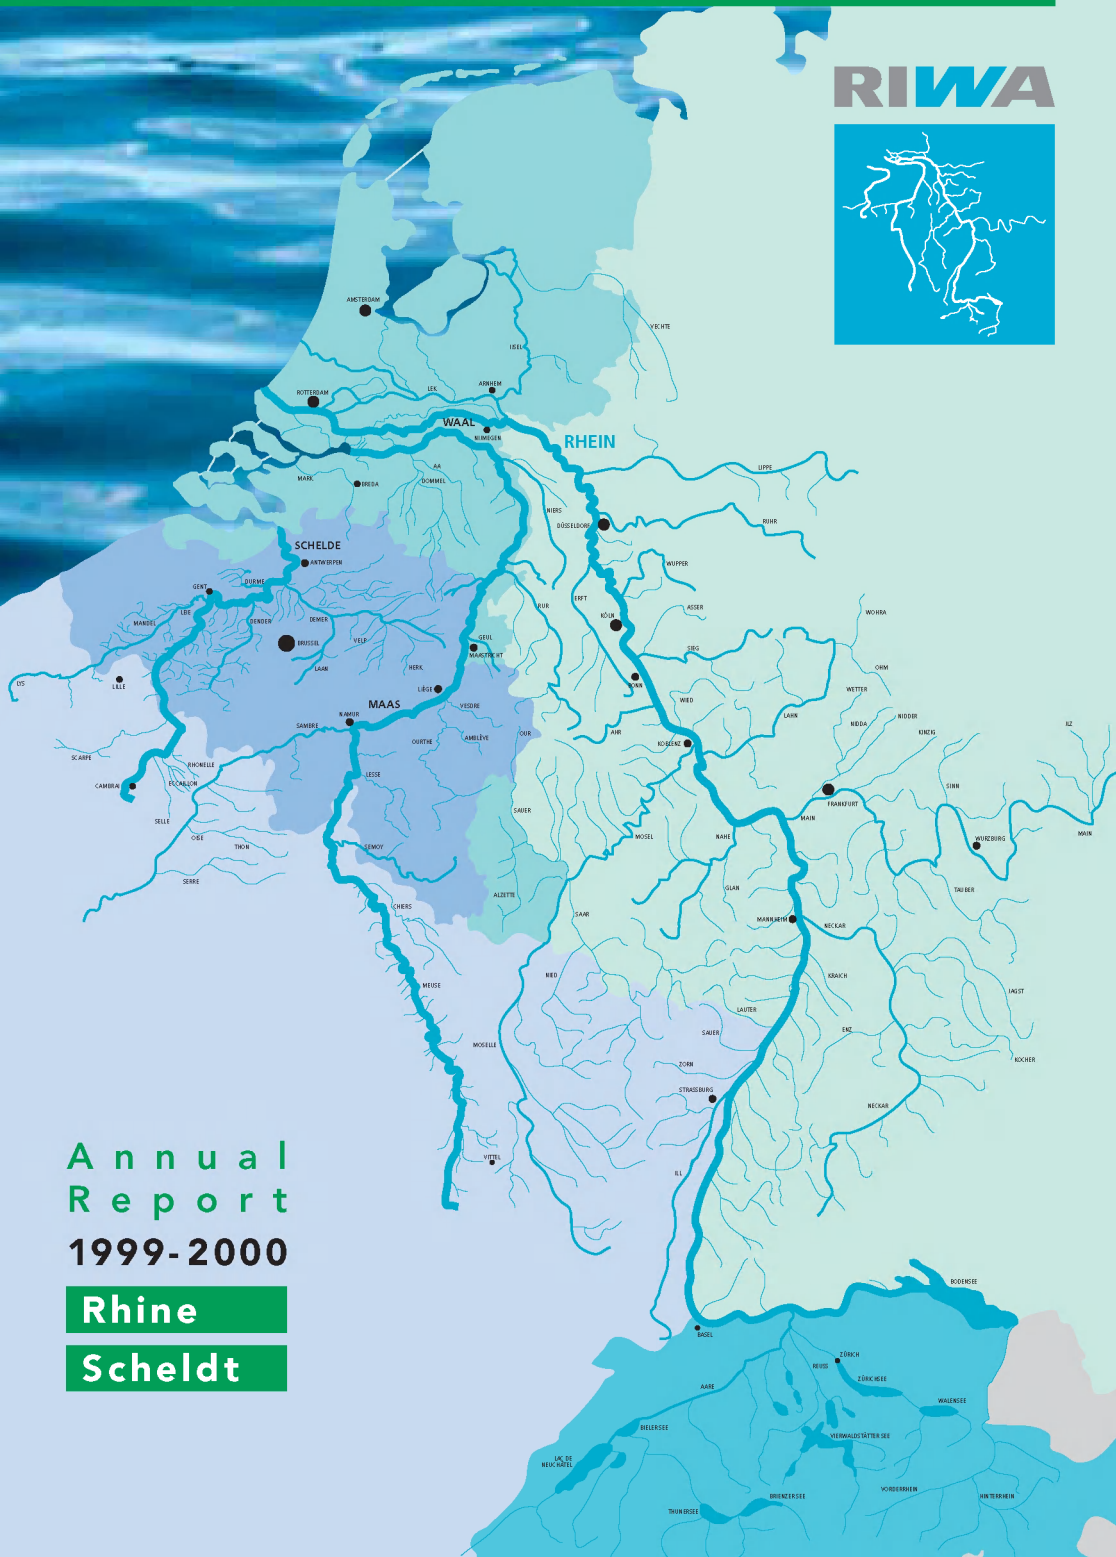 RIWA
AMSTERDAM
VECHTE
IJSEL
ARNHEM
LEK
ROTTERDAM
WAAL
NIJMEGEN
RHEIN
AA
DOMMEL
LIPPE
MARK
BREDA
NIERS
DÜSSELDORF
RUHR
SCHELDE
ANTWERPEN
WUPPER
GENT
DURME
ERFT
RUR
ASSER
WOHRA
LEIE
KÖLN
MANDEL
DENDER
DEMER
BRUSSEL
VELP
GEUL
MAASTRICHT
SIEG
LAAN
HERK
OHM
LYS
LILLE
LIÈGE
BONN
WETTER
MAAS
VESDRE
WIED
NAMUR
LAHN
NIDDER
SAMBRE
NIDDA
ILZ
OUR
AHR
KINZIG
OURTHE
AMBLÈVE
KOBLENZ
SCARPE
RHONELLE
LESSE
CAMBRAI
ECCAILLON
SINN
FRANKFURT
SAUER
MAIN
SELLE
MAIN
OISE
MOSEL
NAHE
WURZBURG
THON
SEMOY
SERRE
GLAN
TAUBER
ALZETTE
CHIERS
SAAR
MANNHEIM
NECKAR
NIED
KRAICH
MEUSE
JAGST
LAUTER
SAUER
ENZ
MOSELLE
KOCHER
ZORN
STRASSBURG
NECKAR
VITTEL
ILL
Annual
Report
1999-2000
Rhine
Scheldt
BODENSEE
BASEL
ZÜRICH
REUSS
ZÜRICHSEE
AARE
WALENSEE
BIELERSEE
VIERWALDSTÄTTER SEE
LAC DE
NEUCHÂTEL
VORDERRHEIN
HINTERRHEIN
BRIENZERSEE
THUNERSEE